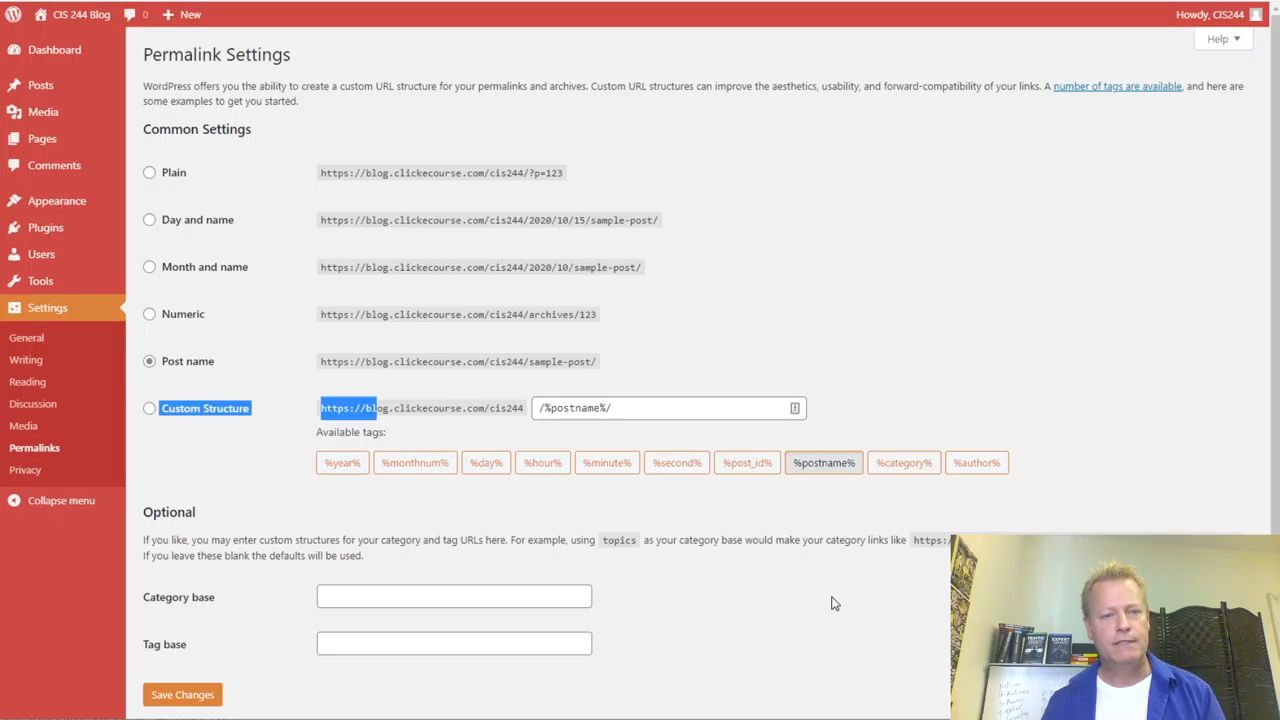 CIS 244 Blog 0 New Howdy, CIS244
Help
Dashboard
Posts
Media
Pages
Comments
Appearance
Plugins
Users
Tools
Settings
General
Writing
Reading
Discussion
Media
Permalinks
Privacy
Collapse menu
Permalink Settings
WordPress offers you the ability to create a custom URL structure for your permalinks and archives. Custom URL structures can improve the aesthetics, usability, and forward-compatibility of your links. A number of tags are available, and here are
some examples to get you started.
Common Settings
Plain https://blog.clickecourse.com/cis244/?p=123
Day and name https://blog.clickecourse.com/cis244/2020/10/15/sample-post/
Month and name https://blog.clickecourse.com/cis244/2020/10/sample-post/
Numeric https://blog.clickecourse.com/cis244/archives/123
Post name https://blog.clickecourse.com/cis244/sample-post/
Custom Structure https://blog.clickecourse.com/cis244 /%postname%/
Available tags:
%year% %monthnum% %day% %hour% %minute% %second% %post_id% %postname% %category% %author%
Optional
If you like, you may enter custom structures for your category and tag URLs here. For example, using topics as your category base would make your category links like https:/
If you leave these blank the defaults will be used.
Category base
Tag base
Save Changes
TRAFFIC
EXPERT